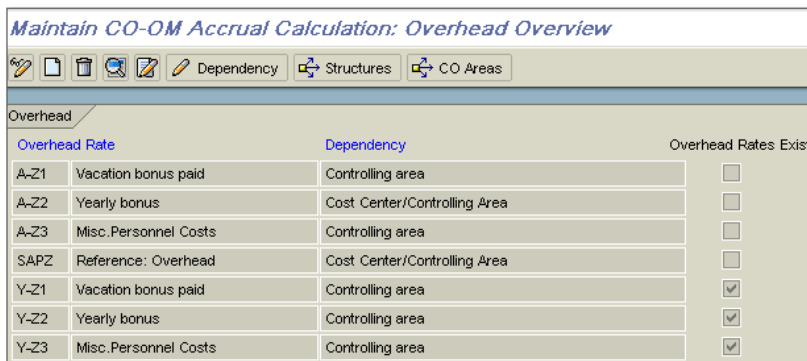 Maintain CO-OM Accrual Calculation: Overhead Overview
Dependency Structures CO Areas
Overhead
Overhead Rate Dependency Overhead Rates Exis
A-Z1 Vacation bonus paid Controlling area
A-Z2 Yearly bonus Cost Center/Controlling Area
A-Z3 Misc.Personnel Costs Controlling area
SAPZ Reference: Overhead Cost Center/Controlling Area
Y-Z1 Vacation bonus paid Controlling area
Y-Z2 Yearly bonus Controlling area
Y-Z3 Misc.Personnel Costs Controlling area